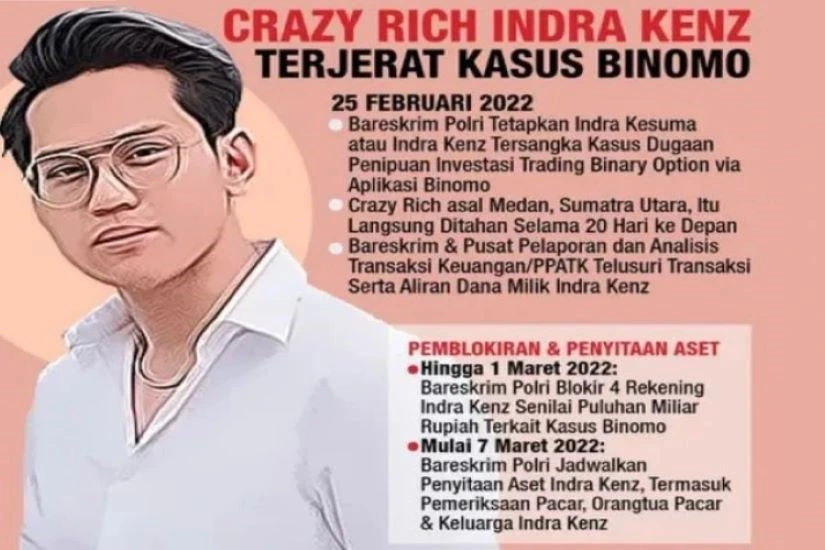 CRAZY RICH INDRA KENZ
TERJERAT KASUS BINOMO
25 FEBRUARI 2022
Bareskrim Polri Tetapkan Indra Kesuma
atau Indra Kenz Tersangka Kasus Dugaan
Penipuan Investasi Trading Binary Option via
Aplikasi Binomo
Crazy Rich asal Medan, Sumatra Utara, Itu
Langsung Ditahan Selama 20 Hari ke Depan
Bareskrim & Pusat Pelaporan dan Analisis
Transaksi Keuangan/PPATK Telusuri Transaksi
Serta Aliran Dana Milik Indra Kenz
PEMBLOKIRAN & PENYITAAN ASET
Hingga 1 Maret 2022:
Bareskrim Polri Blokir 4 Rekening
Indra Kenz Senilai Puluhan Miliar
Rupiah Terkait Kasus Binomo
Mulai 7 Maret 2022:
Bareskrim Polri Jadwalkan
Penyitaan Aset Indra Kenz, Termasuk
Pemeriksaan Pacar, Orangtua Pacar
& Keluarga Indra Kenz